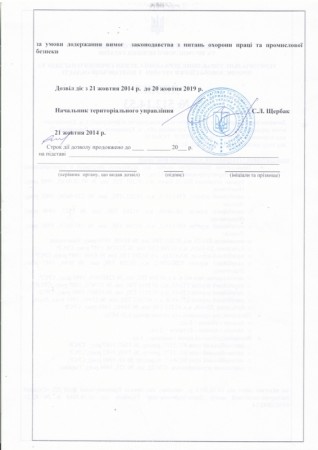 за умови додержання вимог законодавства з питань охорони праці та промислової
безпеки
Дозвіл діє з 21 жовтня 2014 р. до 20 жовтня 2019 р.
Начальник територіального управління С.Л. Щербак
21 жовтня 2014 р.
Строк дії дозволу продовжено до ____ ________ 20___ р.
на підставі
(керівник органу, що видав дозвіл) (підпис) (ініціали та прізвище)